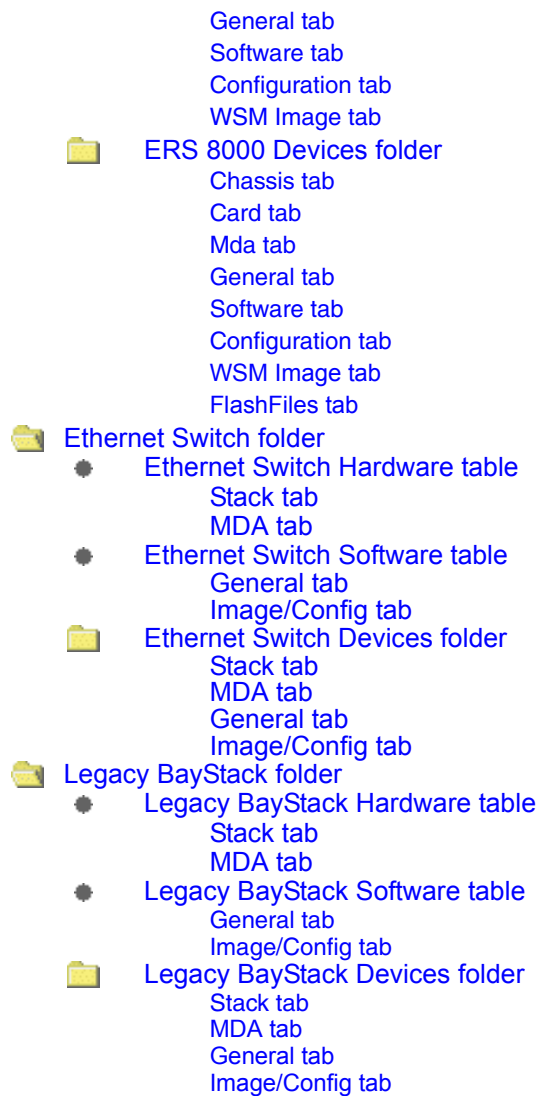 General tab
Software tab
Configuration tab
WSM Image tab
ERS 8000 Devices folder
Chassis tab
Card tab
Mda tab
General tab
Software tab
Configuration tab
WSM Image tab
FlashFiles tab
Ethernet Switch folder
Ethernet Switch Hardware table
Stack tab
MDA tab
Ethernet Switch Software table
General tab
Image/Config tab
Ethernet Switch Devices folder
Stack tab
MDA tab
General tab
Image/Config tab
Legacy BayStack folder
Legacy BayStack Hardware table
Stack tab
MDA tab
Legacy BayStack Software table
General tab
Image/Config tab
Legacy BayStack Devices folder
Stack tab
MDA tab
General tab
Image/Config tab